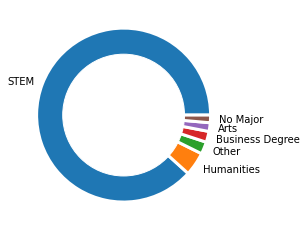 STEM
No Major
Arts
Business Degree
Other
Humanities